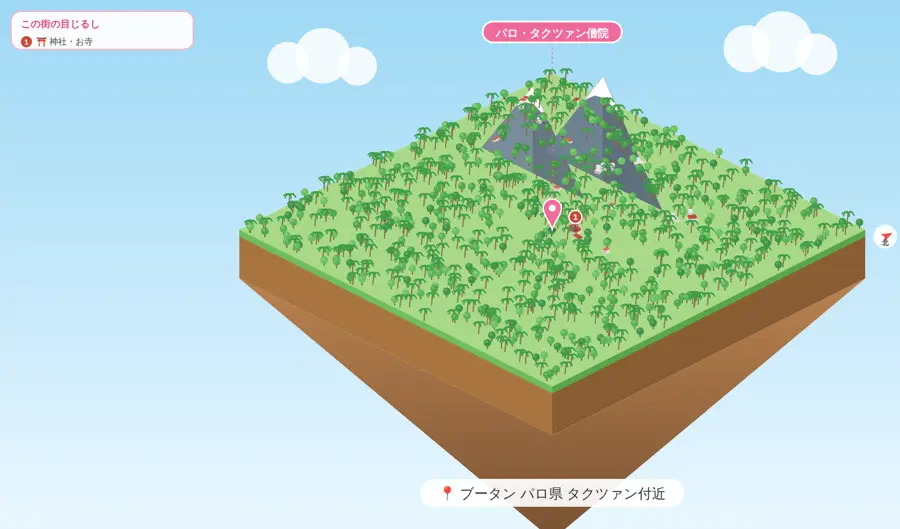 この街の目じるし
1 ⛩ 神社・お寺
パロ・タクツァン僧院
1
北
📍 ブータン パロ県 タクツァン付近